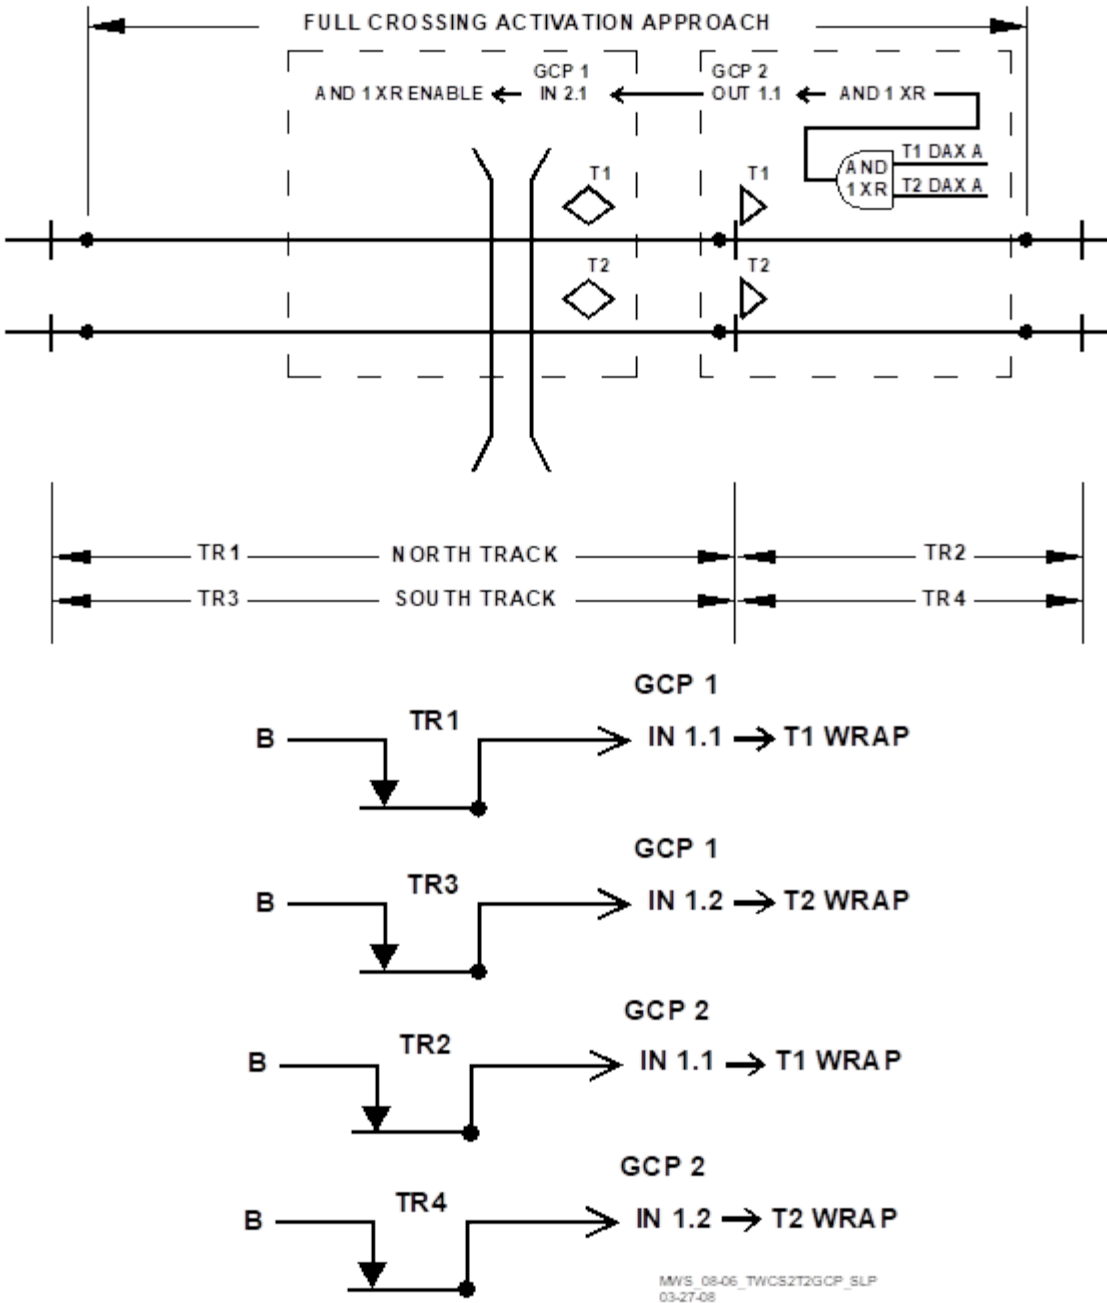 FULL CROSSING ACTIVATION APPROACH
GCP 1
GCP 2
AND 1 XR ENABLE
IN 2.1
OUT 1.1
AND 1 XR
T1 DAX A
AND
1 XR
T2 DAX A
T1
T1
T2
T2
TR1
NORTH TRACK
TR2
TR3
SOUTH TRACK
TR4
GCP 1
TR1
B
IN 1.1
T1 WRAP
GCP 1
TR3
B
IN 1.2
T2 WRAP
GCP 2
TR2
B
IN 1.1
T1 WRAP
GCP 2
TR4
B
IN 1.2
T2 WRAP
MWS_08-06_TWCS2T2GCP_SLP
03-27-08